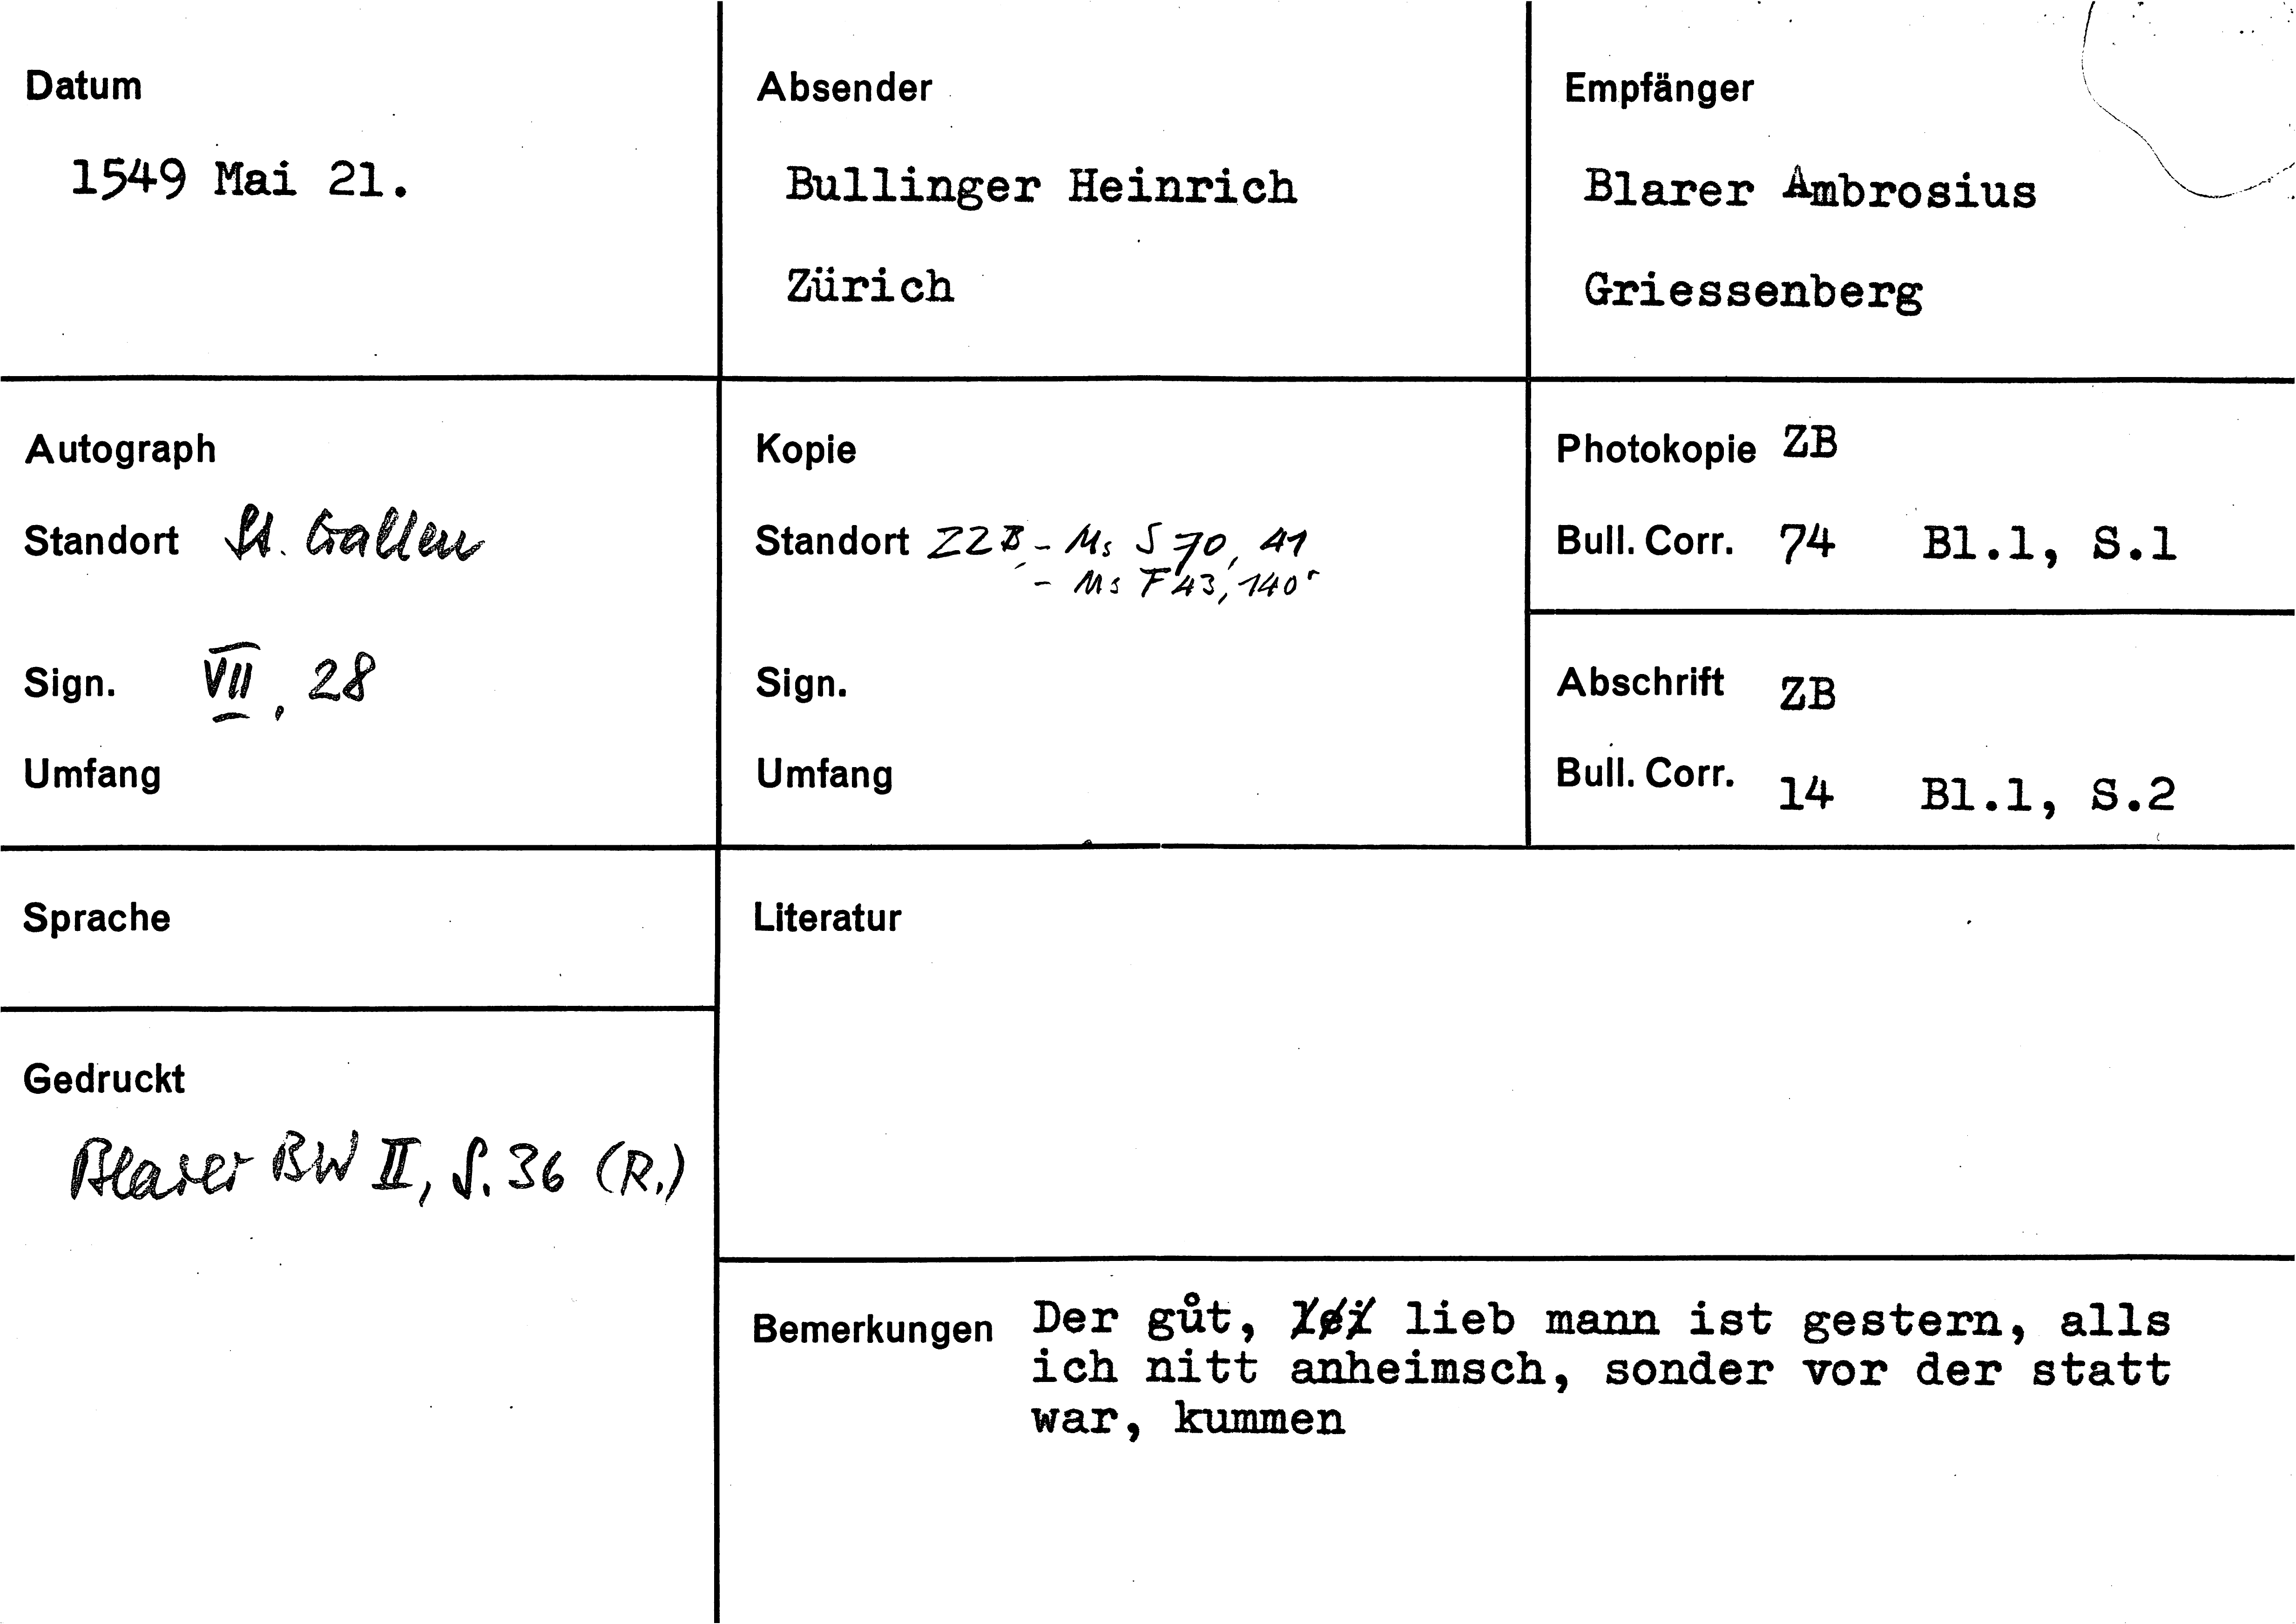 Datum
1549 Mai 21.
Absender
Bullinger Heinrich
Zürich
Empfänger
Blarer Ambrosius
Griessenberg
Autograph
Standort St. Gallen
Sign. VII, 28
Umfang
Kopie
Standort ZZB, - Ms S 70, 41
- Ms F 43, 140r
Sign.
Umfang
Photokopie ZB
Bull. Corr. 74 Bl.1, S.1
Abschrift ZB
Bull. Corr. 14 Bl.1, S.2
Sprache
Literatur
Gedruckt
Blarer BW II, S. 36 (R.)
Bemerkungen Der gůt, lieb mann ist gestern, alls
ich nitt anheimsch, sonder vor der statt
war, kummen